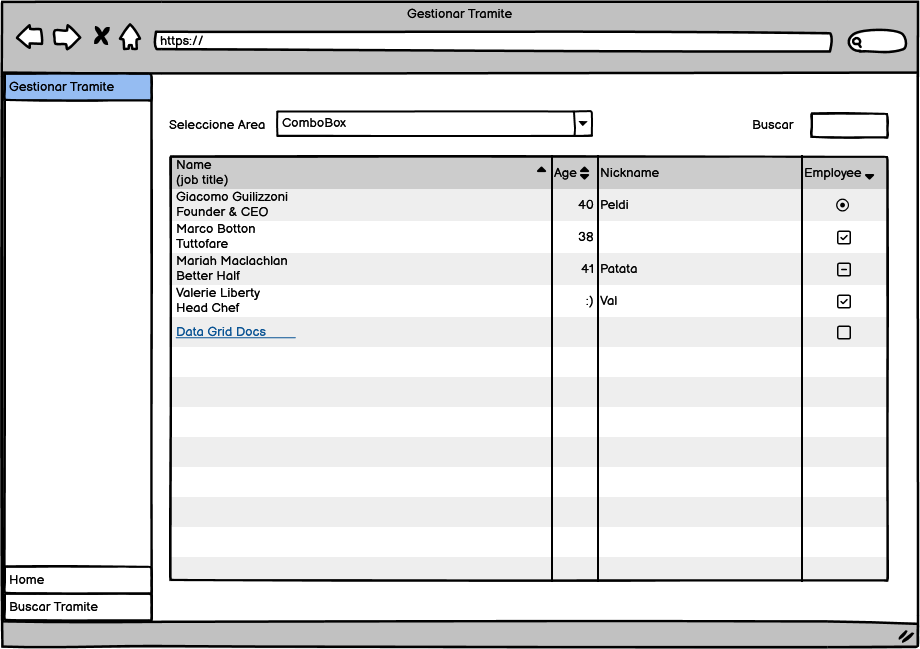 Gestionar Tramite
https://
Gestionar Tramite
Seleccione Area
ComboBox
Buscar
Name
(job title)
Age
Nickname
Employee
Giacomo Guilizzoni
Founder & CEO
40
Peldi
Marco Botton
Tuttofare
38
Mariah Maclachlan
Better Half
41
Patata
Valerie Liberty
Head Chef
:)
Val
Data Grid Docs
Home
Buscar Tramite